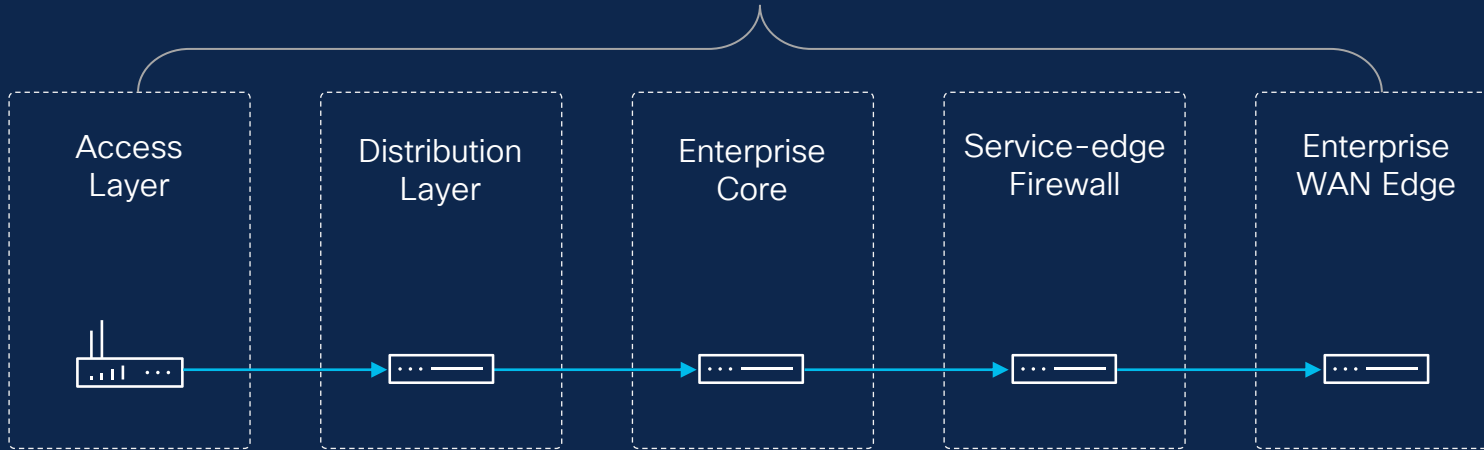 Access
Layer
Distribution
Layer
Enterprise
Core
Service-edge
Firewall
Enterprise
WAN Edge